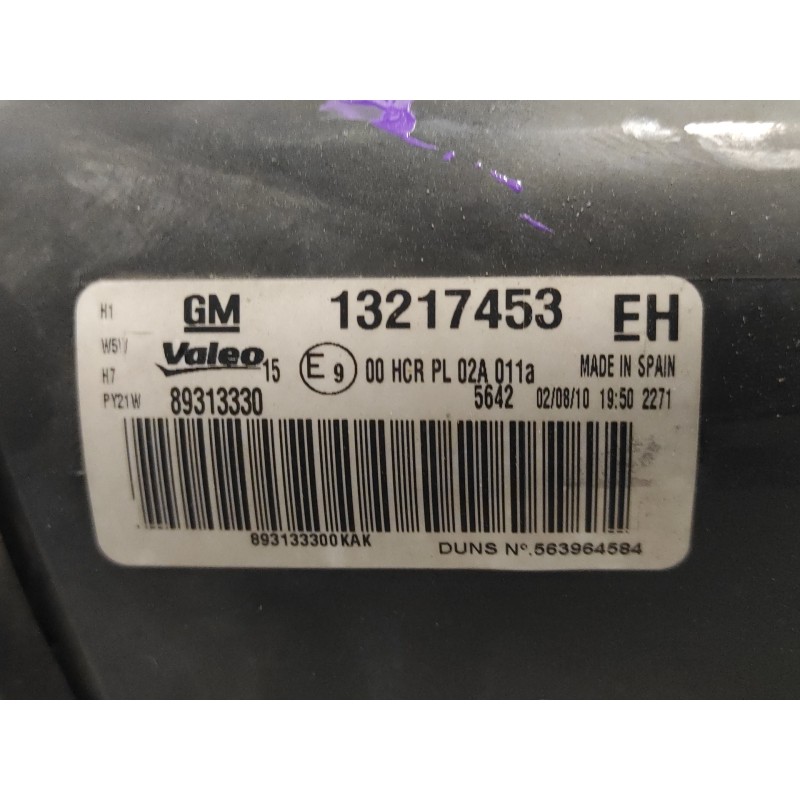 H1 GM 13217453 EH
W5W Valeo 15 E9 00 HCR PL 02A 011a MADE IN SPAIN
H7
PY21W 89313330 5642 02/08/10 19:50 2271
893133300KAK DUNS Nº.563964584